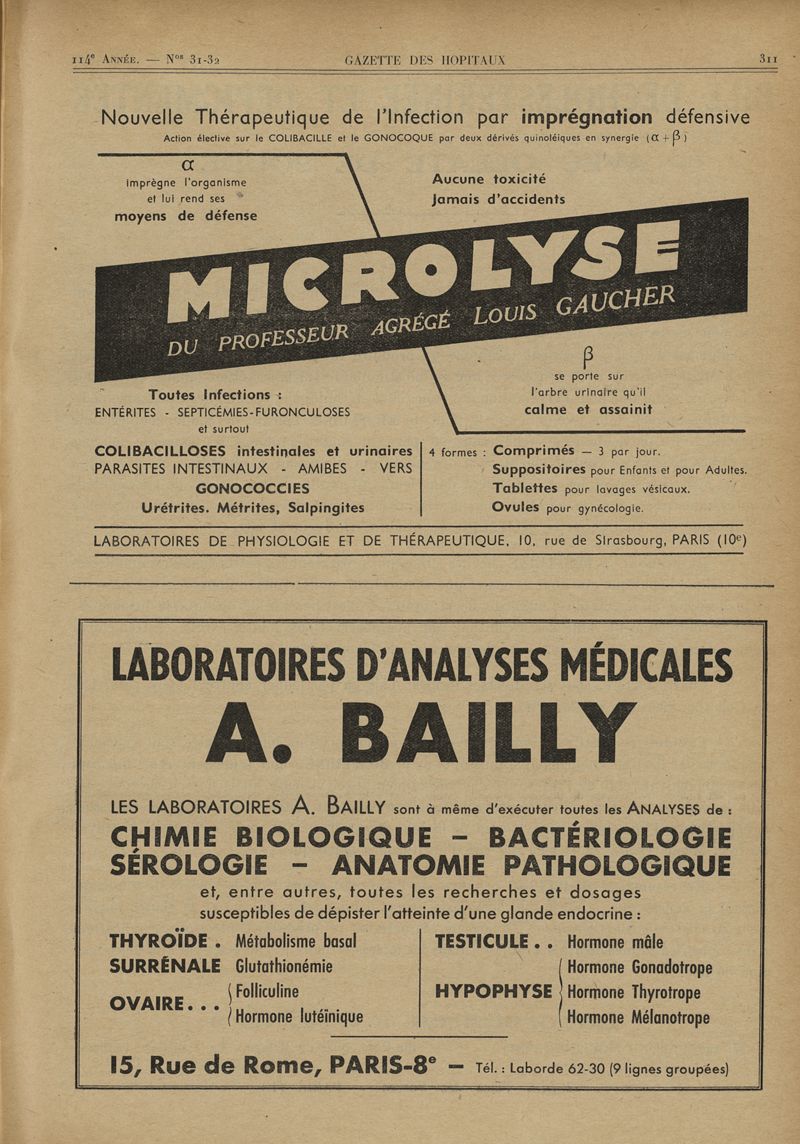 114e Année. — Nos 31-32 GAZETTE DES HOPITAUX 311
Nouvelle Thérapeutique de l'Infection par imprégnation défensive
Action élective sur le COLIBACILLE et le GONOCOQUE par deux dérivés quinoléiques en synergie (α + β)
α
imprègne l'organisme
et lui rend ses
moyens de défense
Aucune toxicité
Jamais d'accidents
MICROLYSE
DU PROFESSEUR AGRÉGÉ LOUIS GAUCHER
β
se porte sur
l'arbre urinaire qu'il
calme et assainit
Toutes Infections :
ENTÉRITES - SEPTICÉMIES-FURONCULOSES
et surtout
COLIBACILLOSES intestinales et urinaires
PARASITES INTESTINAUX - AMIBES - VERS
GONOCOCCIES
Urétrites. Métrites, Salpingites
4 formes : Comprimés — 3 par jour.
Suppositoires pour Enfants et pour Adultes.
Tablettes pour lavages vésicaux.
Ovules pour gynécologie.
LABORATOIRES DE PHYSIOLOGIE ET DE THÉRAPEUTIQUE, 10, rue de Strasbourg, PARIS (10e)
LABORATOIRES D'ANALYSES MÉDICALES
A. BAILLY
LES LABORATOIRES A. BAILLY sont à même d'exécuter toutes les ANALYSES de :
CHIMIE BIOLOGIQUE - BACTÉRIOLOGIE
SÉROLOGIE - ANATOMIE PATHOLOGIQUE
et, entre autres, toutes les recherches et dosages
susceptibles de dépister l'atteinte d'une glande endocrine :
THYROÏDE . Métabolisme basal
SURRÉNALE Glutathionémie
OVAIRE . . . Folliculine
Hormone lutéïnique
TESTICULE . . Hormone mâle
HYPOPHYSE Hormone Gonadotrope
Hormone Thyrotrope
Hormone Mélanotrope
15, Rue de Rome, PARIS-8e — Tél. : Laborde 62-30 (9 lignes groupées)